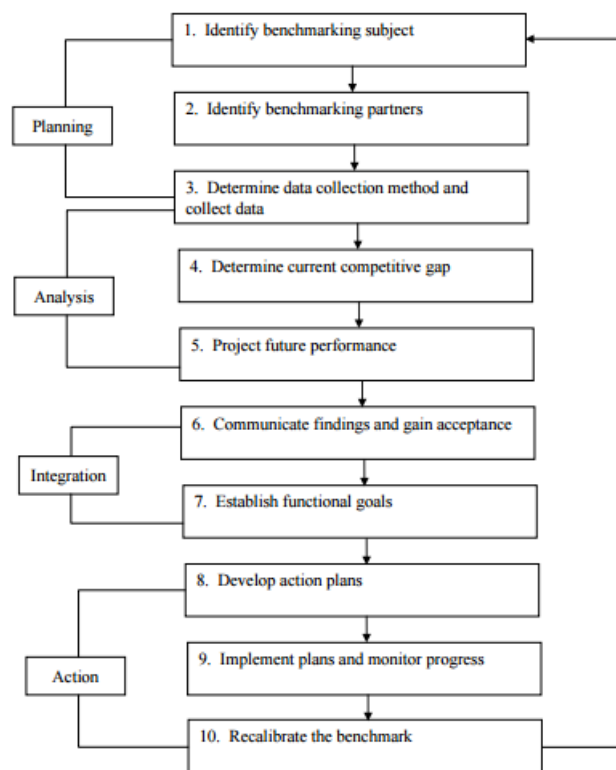 1. Identify benchmarking subject
2. Identify benchmarking partners
Planning
3. Determine data collection method and
collect data
4. Determine current competitive gap
Analysis
5. Project future performance
6. Communicate findings and gain acceptance
Integration
7. Establish functional goals
8. Develop action plans
9. Implement plans and monitor progress
Action
10. Recalibrate the benchmark